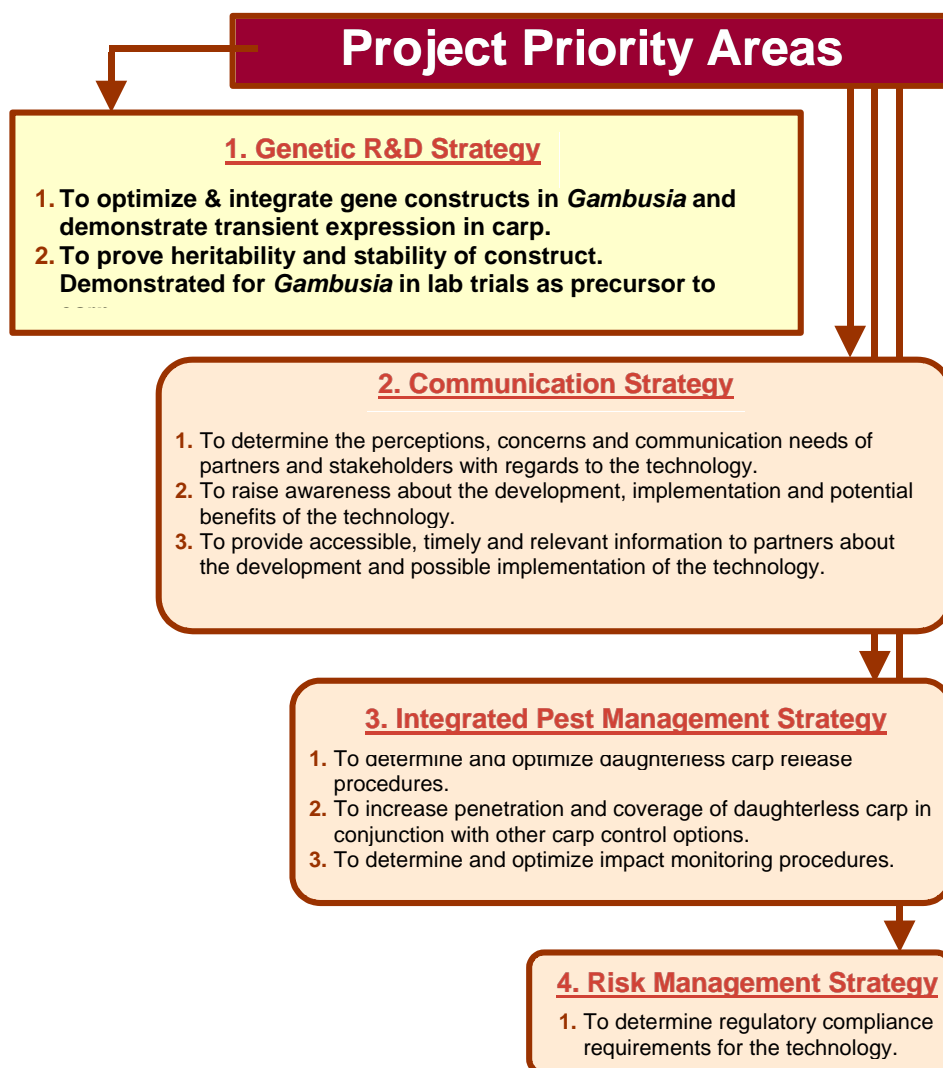 Project Priority Areas
1. Genetic R&D Strategy
1. To optimize & integrate gene constructs in Gambusia and
demonstrate transient expression in carp.
2. To prove heritability and stability of construct.
Demonstrated for Gambusia in lab trials as precursor to
2. Communication Strategy
1. To determine the perceptions, concerns and communication needs of
partners and stakeholders with regards to the technology.
2. To raise awareness about the development, implementation and potential
benefits of the technology.
3. To provide accessible, timely and relevant information to partners about
the development and possible implementation of the technology.
3. Integrated Pest Management Strategy
1. To determine and optimize daughterless carp release
procedures.
2. To increase penetration and coverage of daughterless carp in
conjunction with other carp control options.
3. To determine and optimize impact monitoring procedures.
4. Risk Management Strategy
1. To determine regulatory compliance
requirements for the technology.